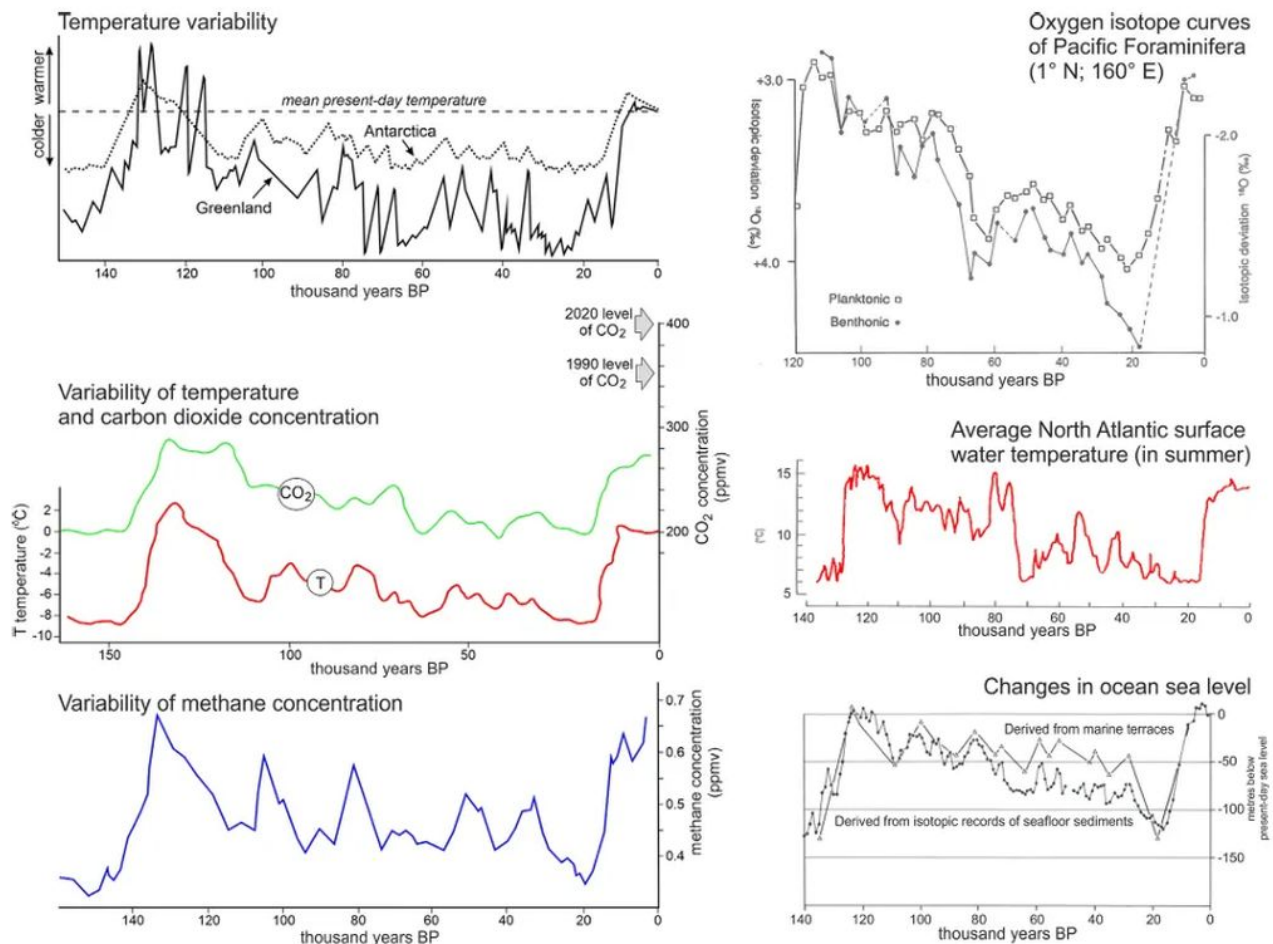 Temperature variability
warmer
colder
mean present-day temperature
Antarctica
Greenland
140 120 100 80 60 40 20 0
thousand years BP
Oxygen isotope curves
of Pacific Foraminifera
(1° N; 160° E)
+3.0
+4.0
Isotopic deviation ¹⁸O (‰)
-2.0
-1.0
Isotopic deviation ¹⁸O (‰)
Planktonic
Benthonic
120 100 80 60 40 20 0
thousand years BP
2020 level
of CO₂
1990 level
of CO₂
400
300
200
CO₂ concentration
(ppmv)
Variability of temperature
and carbon dioxide concentration
CO₂
T
T temperature (°C)
2
0
-2
-4
-6
-8
-10
150 100 50 0
thousand years BP
Average North Atlantic surface
water temperature (in summer)
(°C)
15
10
5
140 120 100 80 60 40 20 0
thousand years BP
Variability of methane concentration
0.7
0.6
0.5
0.4
methane concentration
(ppmv)
140 120 100 80 60 40 20 0
thousand years BP
Changes in ocean sea level
Derived from marine terraces
Derived from isotopic records of seafloor sediments
0
-50
-100
-150
metres below
present-day sea level
140 120 100 80 60 40 20 0
thousand years BP